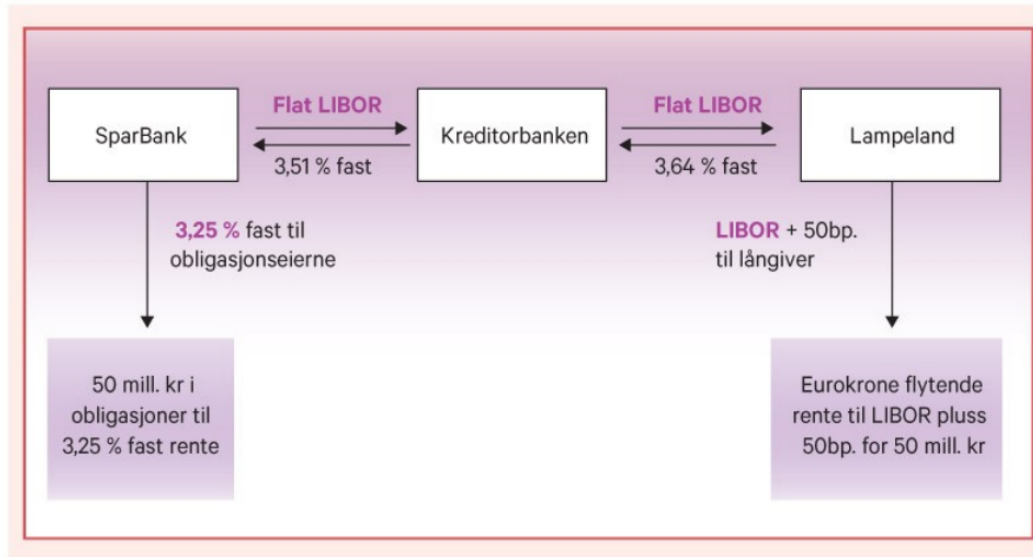 Flat LIBOR
Flat LIBOR
SparBank
Kreditorbanken
Lampeland
3,51 % fast
3,64 % fast
3,25 % fast til
obligasjonseierne
LIBOR + 50bp.
til långiver
50 mill. kr i
obligasjoner til
3,25 % fast rente
Eurokrone flytende
rente til LIBOR pluss
50bp. for 50 mill. kr